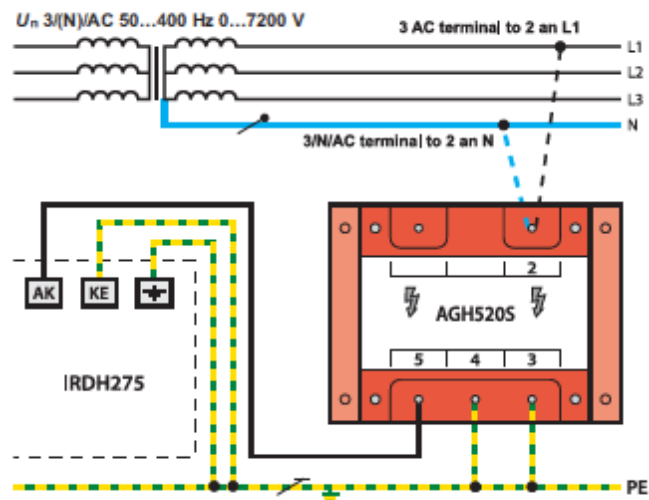 Un 3/(N)/AC 50...400 Hz 0...7200 V
3 AC terminal to 2 an L1
L1
L2
L3
N
3/N/AC terminal to 2 an N
AK KE
2
AGH520S
5 4 3
IRDH275
PE